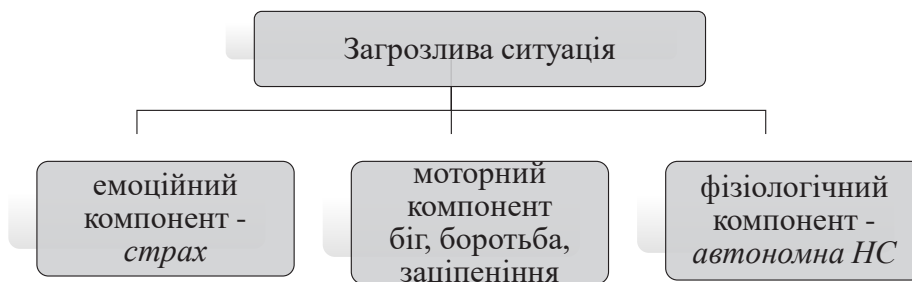 Загрозлива ситуація
емоційний
компонент -
страх
моторний
компонент
біг, боротьба,
заціпеніння
фізіологічний
компонент -
автономна НС